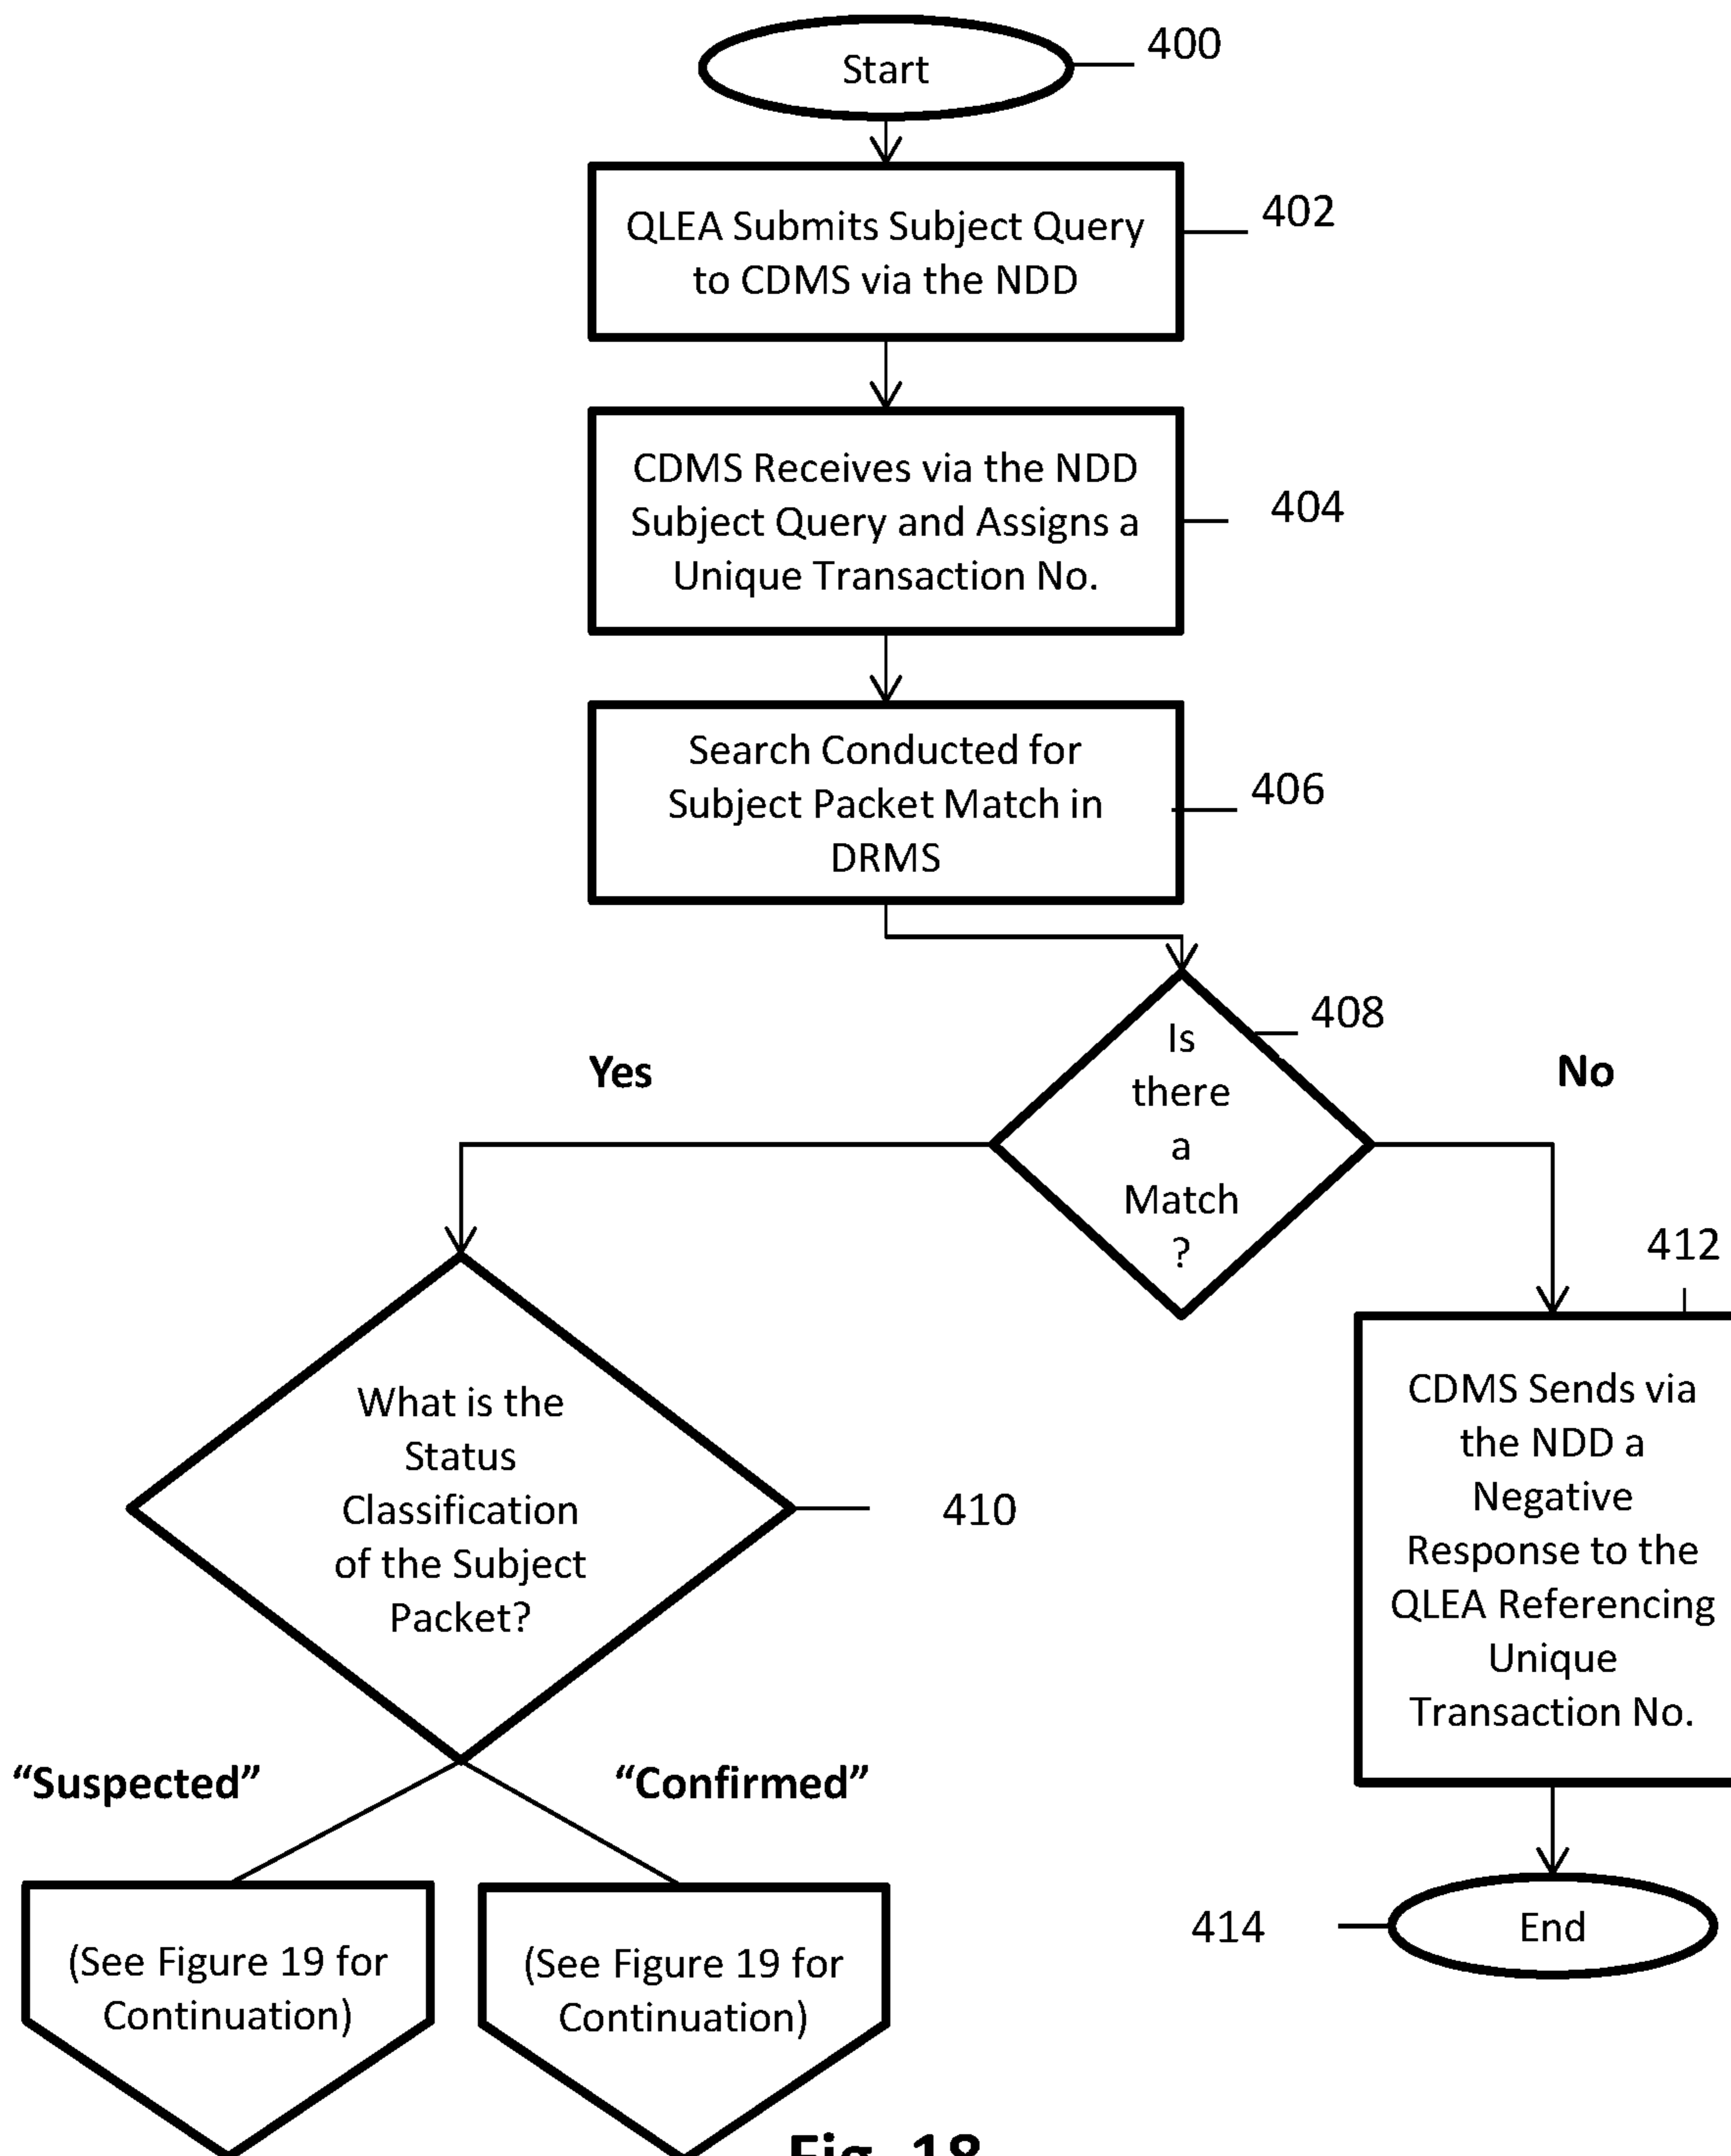 Start
400
QLEA Submits Subject Query
to CDMS via the NDD
402
CDMS Receives via the NDD
Subject Query and Assigns a
Unique Transaction No.
404
Search Conducted for
Subject Packet Match in
DRMS
406
Is
there
a
Match
?
408
Yes
No
412
What is the
Status
Classification
of the Subject
Packet?
410
CDMS Sends via
the NDD a
Negative
Response to the
QLEA Referencing
Unique
Transaction No.
“Suspected”
“Confirmed”
(See Figure 19 for
Continuation)
(See Figure 19 for
Continuation)
414
End
Fig. 18